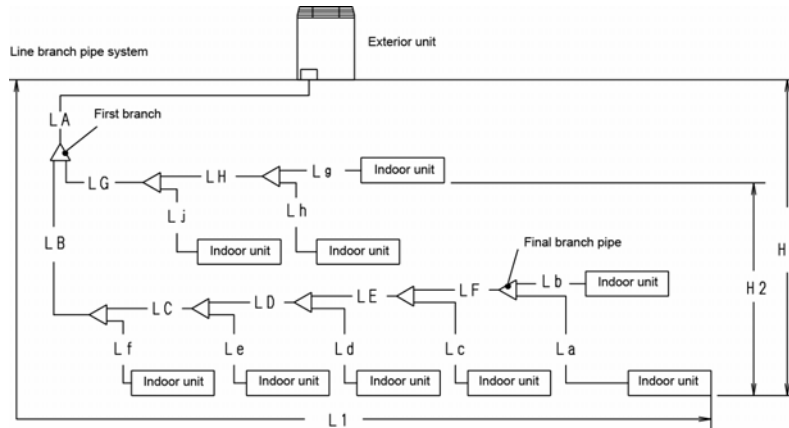 Exterior unit
Line branch pipe system
First branch
LA
LG
LH
Lg
Indoor unit
Lj
Lh
LB
Indoor unit
Indoor unit
Final branch pipe
H
H2
LC
LD
LE
LF
Lb
Indoor unit
Lf
Le
Ld
Lc
La
Indoor unit
Indoor unit
Indoor unit
Indoor unit
Indoor unit
L1